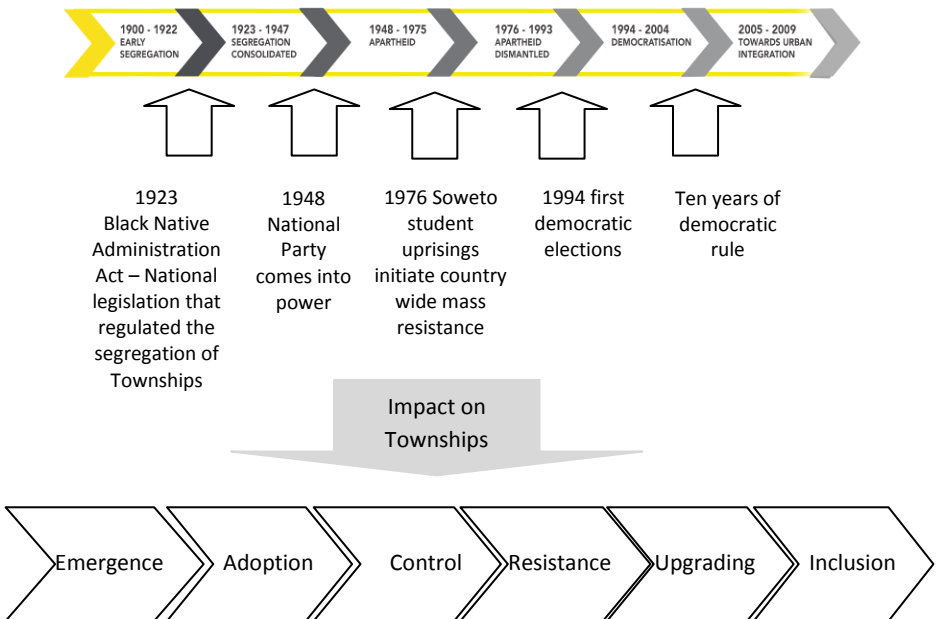 1900 - 1922
EARLY
SEGREGATION
1923 - 1947
SEGREGATION
CONSOLIDATED
1948 - 1975
APARTHEID
1976 - 1993
APARTHEID
DISMANTLED
1994 - 2004
DEMOCRATISATION
2005 - 2009
TOWARDS URBAN
INTEGRATION
1923
Black Native
Administration
Act – National
legislation that
regulated the
segregation of
Townships
1948
National
Party
comes into
power
1976 Soweto
student
uprisings
initiate country
wide mass
resistance
1994 first
democratic
elections
Ten years of
democratic
rule
Impact on
Townships
Emergence
Adoption
Control
Resistance
Upgrading
Inclusion